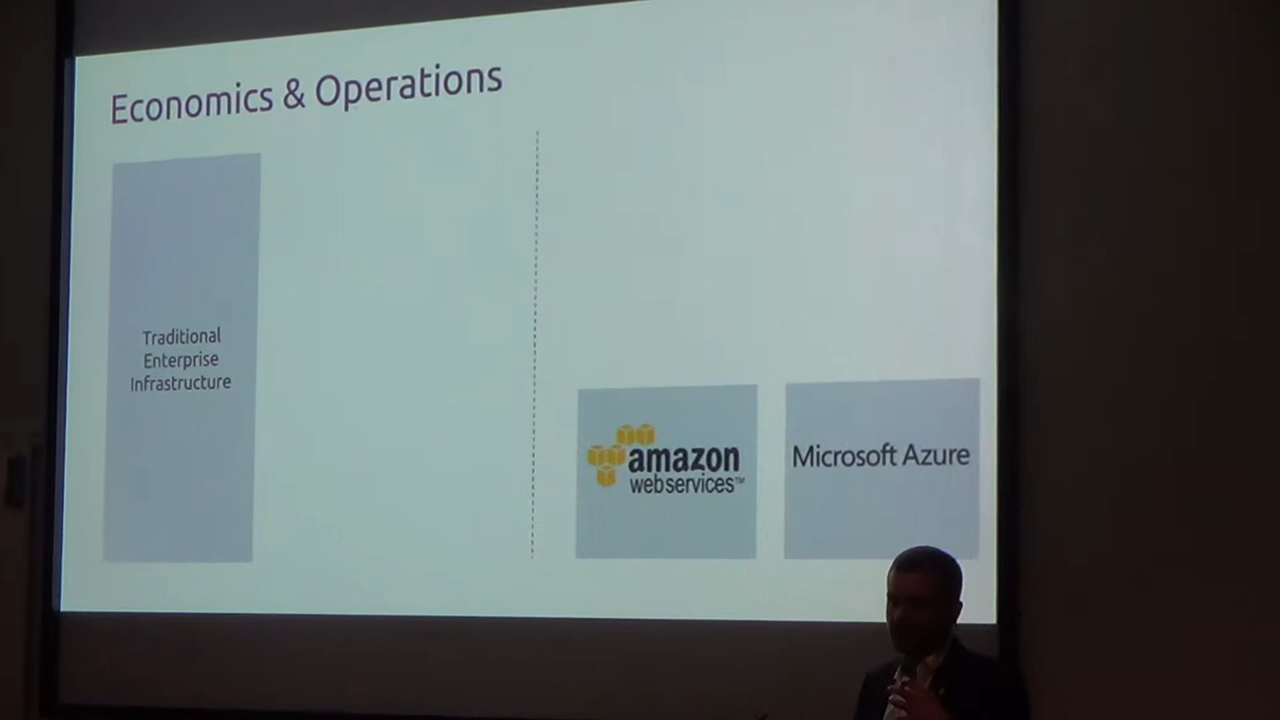 Economics & Operations
Traditional
Enterprise
Infrastructure
amazon
webservices™
Microsoft Azure